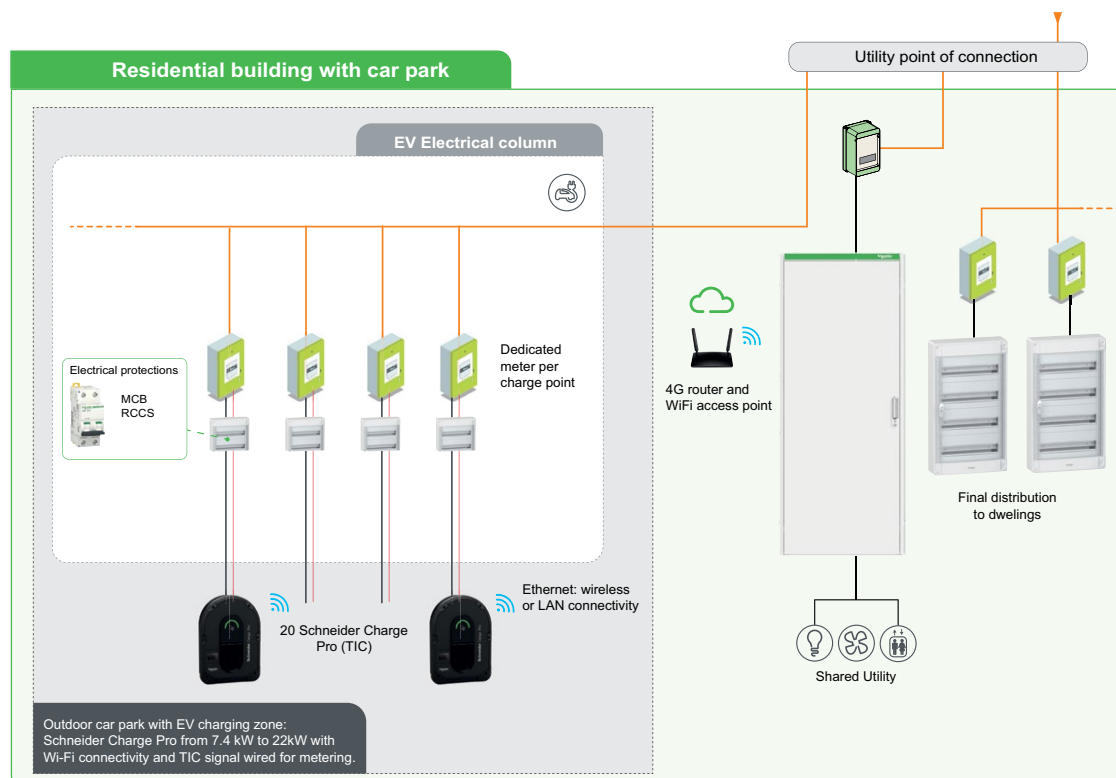 Utility point of connection
Residential building with car park
EV Electrical column
Electrical protections
MCB
RCCS
Dedicated
meter per
charge point
4G router and
WiFi access point
Schneider
Final distribution
to dwelings
Ethernet: wireless
or LAN connectivity
20 Schneider Charge
Pro (TIC)
Shared Utility
Outdoor car park with EV charging zone:
Schneider Charge Pro from 7.4 kW to 22kW with
Wi-Fi connectivity and TIC signal wired for metering.